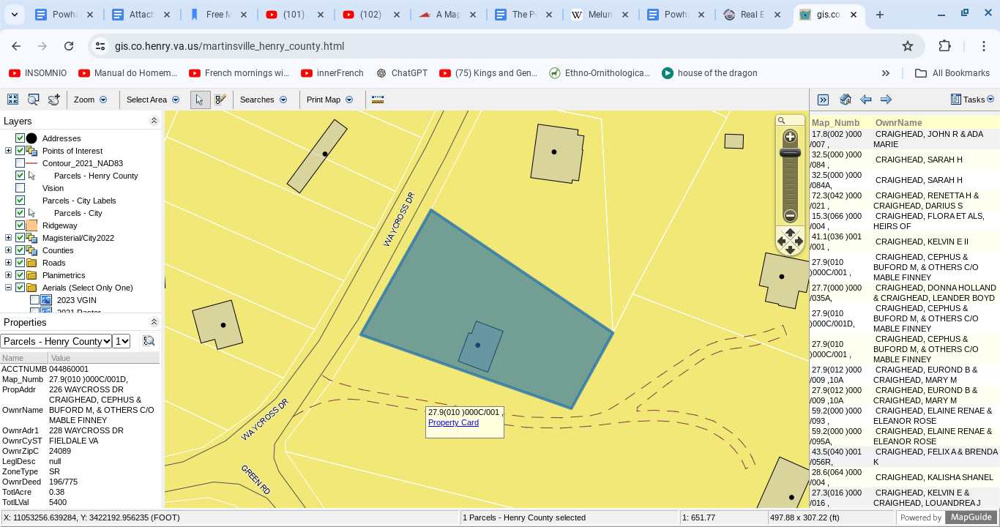 Powha
Attach
Free M
(101)
(102)
A Map
The P
Melun
Powha
Real E
gis.co
gis.co.henry.va.us/martinsville_henry_county.html
INSOMNIO
Manual do Homem...
French mornings wi...
innerFrench
ChatGPT
(75) Kings and Gen...
Ethno-Ornithologica...
house of the dragon
All Bookmarks
Zoom
Select Area
Searches
Print Map
Tasks
Layers
Addresses
Points of Interest
Contour_2021_NAD83
Parcels - Henry County
Vision
Parcels - City Labels
Parcels - City
Ridgeway
Magisterial/City2022
Counties
Roads
Planimetrics
Aerials (Select Only One)
2023 VGIN
2021 Raster
Properties
Parcels - Henry County
1
Name Value
ACCTNUMB 044860001
Map_Numb 27.9(010 )000C/001D,
PropAddr 226 WAYCROSS DR
OwnrName CRAIGHEAD, CEPHUS &
BUFORD M, & OTHERS C/O
MABLE FINNEY
OwnrAdr1 228 WAYCROSS DR
OwnrCyST FIELDALE VA
OwnrZipC 24089
LeglDesc null
ZoneType SR
OwnrDeed 196/775
TotlAcre 0.38
TotlLVal 5400
WAYCROSS DR
WAYCROSS DR
GREEN RD
27.9(010 )000C/001 ,
Property Card
Map_Numb OwnrName
17.8(002 )000 /007 , CRAIGHEAD, JOHN R & ADA MARIE
32.5(000 )000 /084 , CRAIGHEAD, SARAH H
32.5(000 )000 /084A, CRAIGHEAD, SARAH H
72.3(042 )000 /021 , CRAIGHEAD, RENETTA H & CRAIGHEAD, DARIUS S
15.3(066 )000 /004 , CRAIGHEAD, FLORA ET ALS, HEIRS OF
41.1(036 )001 /001 , CRAIGHEAD, KELVIN E II
27.9(010 )000C/001 , CRAIGHEAD, CEPHUS & BUFORD M, & OTHERS C/O MABLE FINNEY
27.7(000 )000 /035A, CRAIGHEAD, DONNA HOLLAND & CRAIGHEAD, LEANDER BOYD
27.9(010 )000C/001D, CRAIGHEAD, CEPHUS & BUFORD M, & OTHERS C/O MABLE FINNEY
27.9(010 )000C/001 , CRAIGHEAD, CEPHUS & BUFORD M, & OTHERS C/O MABLE FINNEY
27.9(012 )000 /009 ,10A CRAIGHEAD, EUROND B & CRAIGHEAD, MARY M
27.9(012 )000 /009 ,10A CRAIGHEAD, EUROND B & CRAIGHEAD, MARY M
59.2(000 )000 /093 , CRAIGHEAD, ELAINE RENAE & ELEANOR ROSE
59.2(000 )000 /095A, CRAIGHEAD, ELAINE RENAE & ELEANOR ROSE
43.5(040 )001 /056R, CRAIGHEAD, FELIX A & BRENDA K
28.6(064 )000 /004 , CRAIGHEAD, KALISHA SHANEL
27.3(016 )000 /016 , CRAIGHEAD, KELVIN E & CRAIGHEAD, LOUANDREA J
X: 11053256.639284, Y: 3422192.956235 (FOOT)
1 Parcels - Henry County selected
1: 651.77
497.88 x 307.22 (ft)
Powered by MapGuide